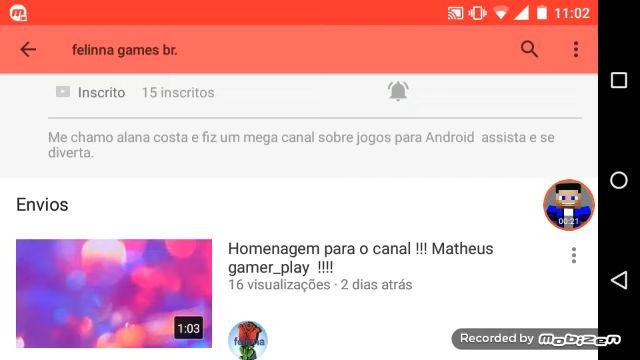 11:02
felinna games br.
Inscrito 15 inscritos
Me chamo alana costa e fiz um mega canal sobre jogos para Android assista e se
diverta.
Envios
00:21
Homenagem para o canal !!! Matheus
gamer_play !!!!
16 visualizações · 2 dias atrás
1:03
felinna
Recorded by mobizen